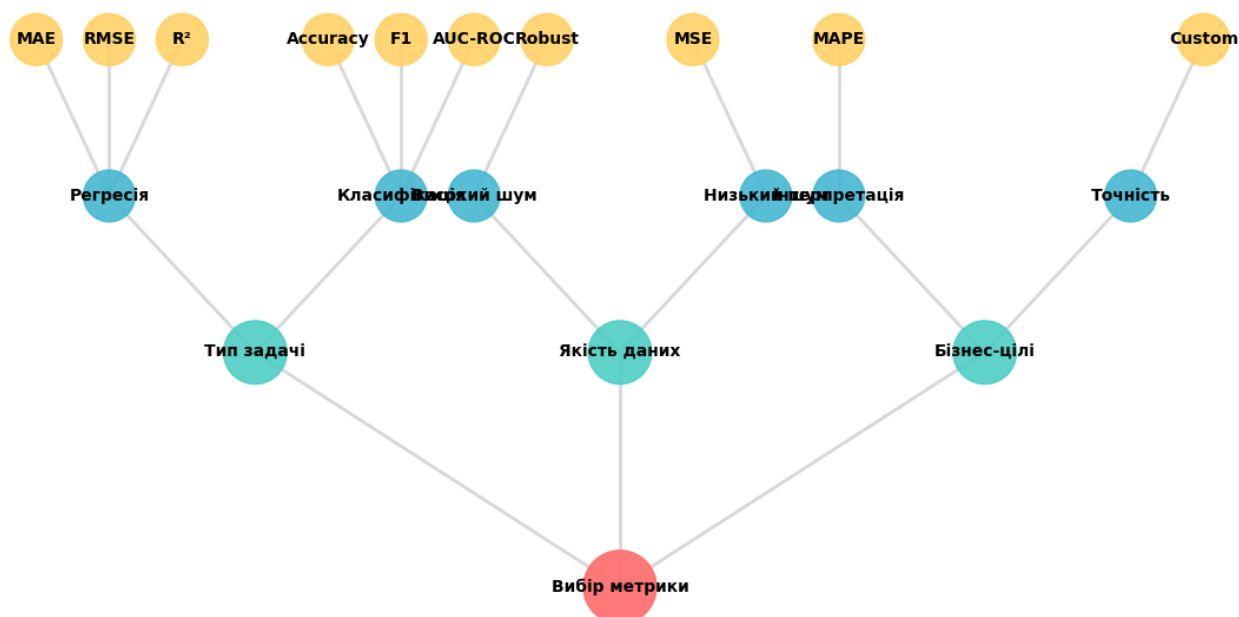 MAE
RMSE
R²
Accuracy
F1
AUC-ROC
Robust
MSE
MAPE
Custom
Регресія
Класифікація
Високий шум
Низький шум
Інтерпретація
Точність
Тип задачі
Якість даних
Бізнес-цілі
Вибір метрики